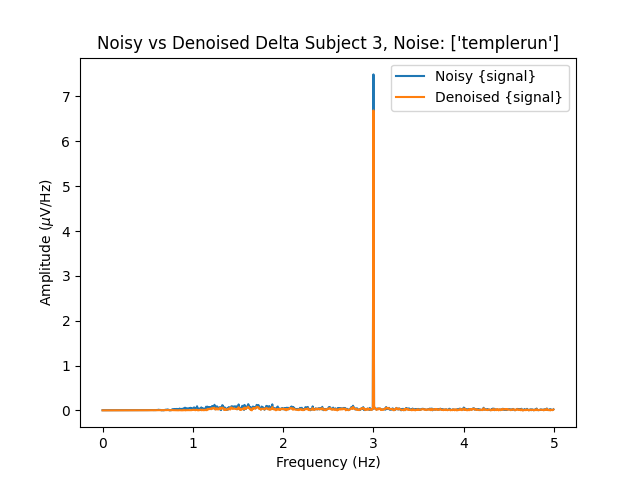 Noisy vs Denoised Delta Subject 3, Noise: ['templerun']
Noisy {signal}
Denoised {signal}
Amplitude (μV/Hz)
7
6
5
4
3
2
1
0
0 1 2 3 4 5
Frequency (Hz)